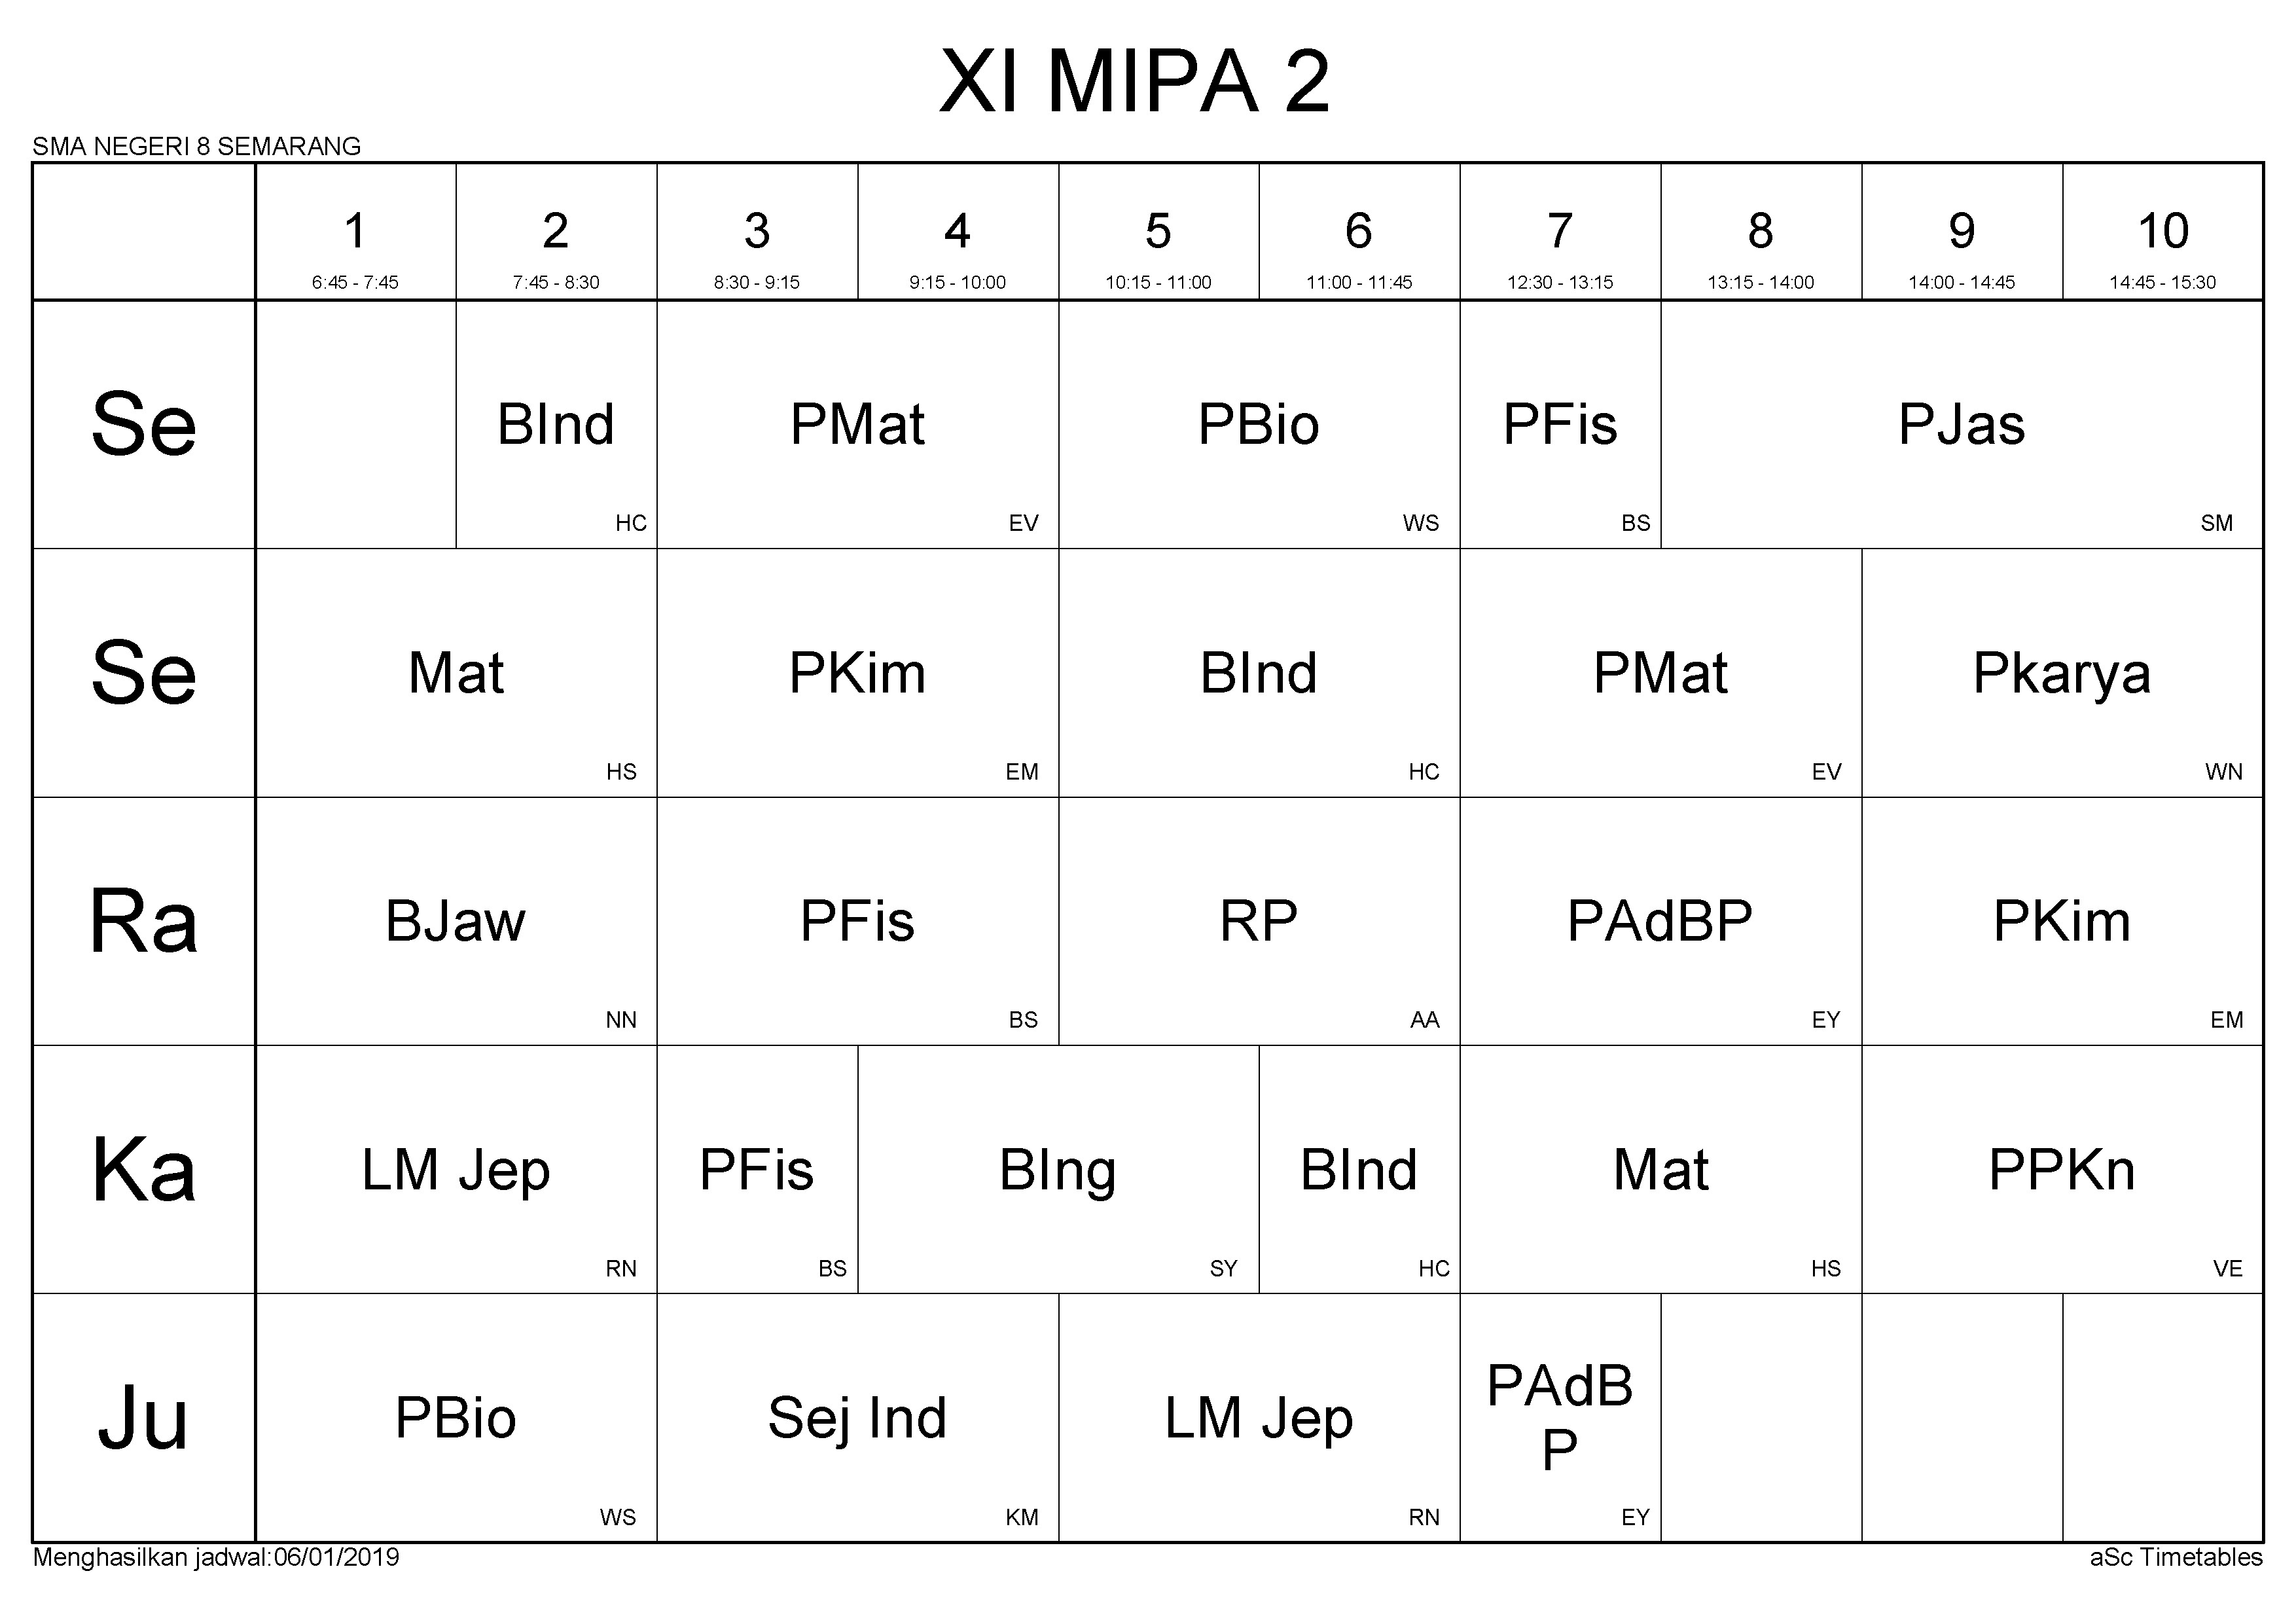 XI MIPA 2
SMA NEGERI 8 SEMARANG
1 2 3 4 5 6 7 8 9 10
6:45 - 7:45 7:45 - 8:30 8:30 - 9:15 9:15 - 10:00 10:15 - 11:00 11:00 - 11:45 12:30 - 13:15 13:15 - 14:00 14:00 - 14:45 14:45 - 15:30
Se BInd PMat PBio PFis PJas
HC EV WS BS SM
Se Mat PKim BInd PMat Pkarya
HS EM HC EV WN
Ra BJaw PFis RP PAdBP PKim
NN BS AA EY EM
Ka LM Jep PFis BIng BInd Mat PPKn
RN BS SY HC HS VE
Ju PBio Sej Ind LM Jep PAdB
P
WS KM RN EY
Menghasilkan jadwal:06/01/2019 aSc Timetables